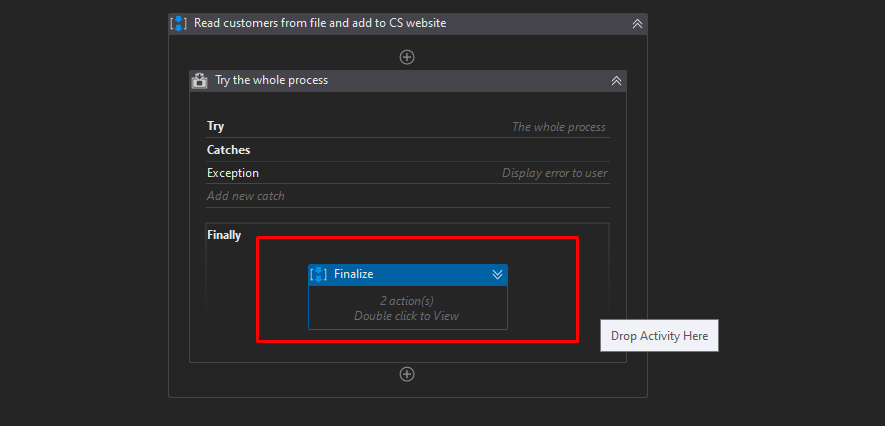 Read customers from file and add to CS website
Try the whole process
Try The whole process
Catches
Exception Display error to user
Add new catch
Finally
Finalize
2 action(s)
Double click to View
Drop Activity Here